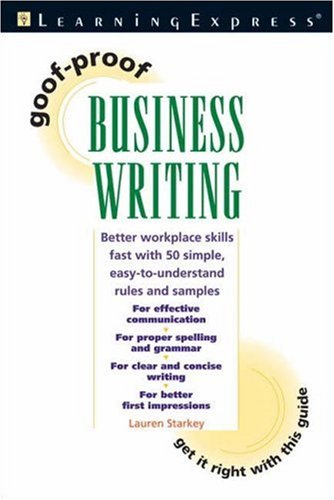 LEARNINGEXPRESS®
goof-proof
BUSINESS
WRITING
Better workplace skills
fast with 50 simple,
easy-to-understand
rules and samples
For effective
communication
For proper spelling
and grammar
For clear and concise
writing
For better
first impressions
Lauren Starkey
get it right with this guide